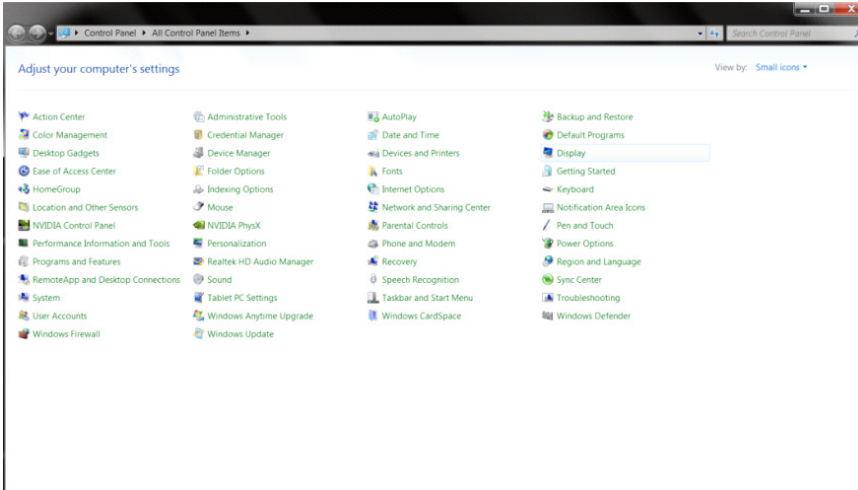 Control Panel All Control Panel Items
Search Control Panel
Adjust your computer's settings
View by: Small icons
Action Center Administrative Tools AutoPlay Backup and Restore
Color Management Credential Manager Date and Time Default Programs
Desktop Gadgets Device Manager Devices and Printers Display
Ease of Access Center Folder Options Fonts Getting Started
HomeGroup Indexing Options Internet Options Keyboard
Location and Other Sensors Mouse Network and Sharing Center Notification Area Icons
NVIDIA Control Panel NVIDIA PhysX Parental Controls Pen and Touch
Performance Information and Tools Personalization Phone and Modem Power Options
Programs and Features Realtek HD Audio Manager Recovery Region and Language
RemoteApp and Desktop Connections Sound Speech Recognition Sync Center
System Tablet PC Settings Taskbar and Start Menu Troubleshooting
User Accounts Windows Anytime Upgrade Windows CardSpace Windows Defender
Windows Firewall Windows Update